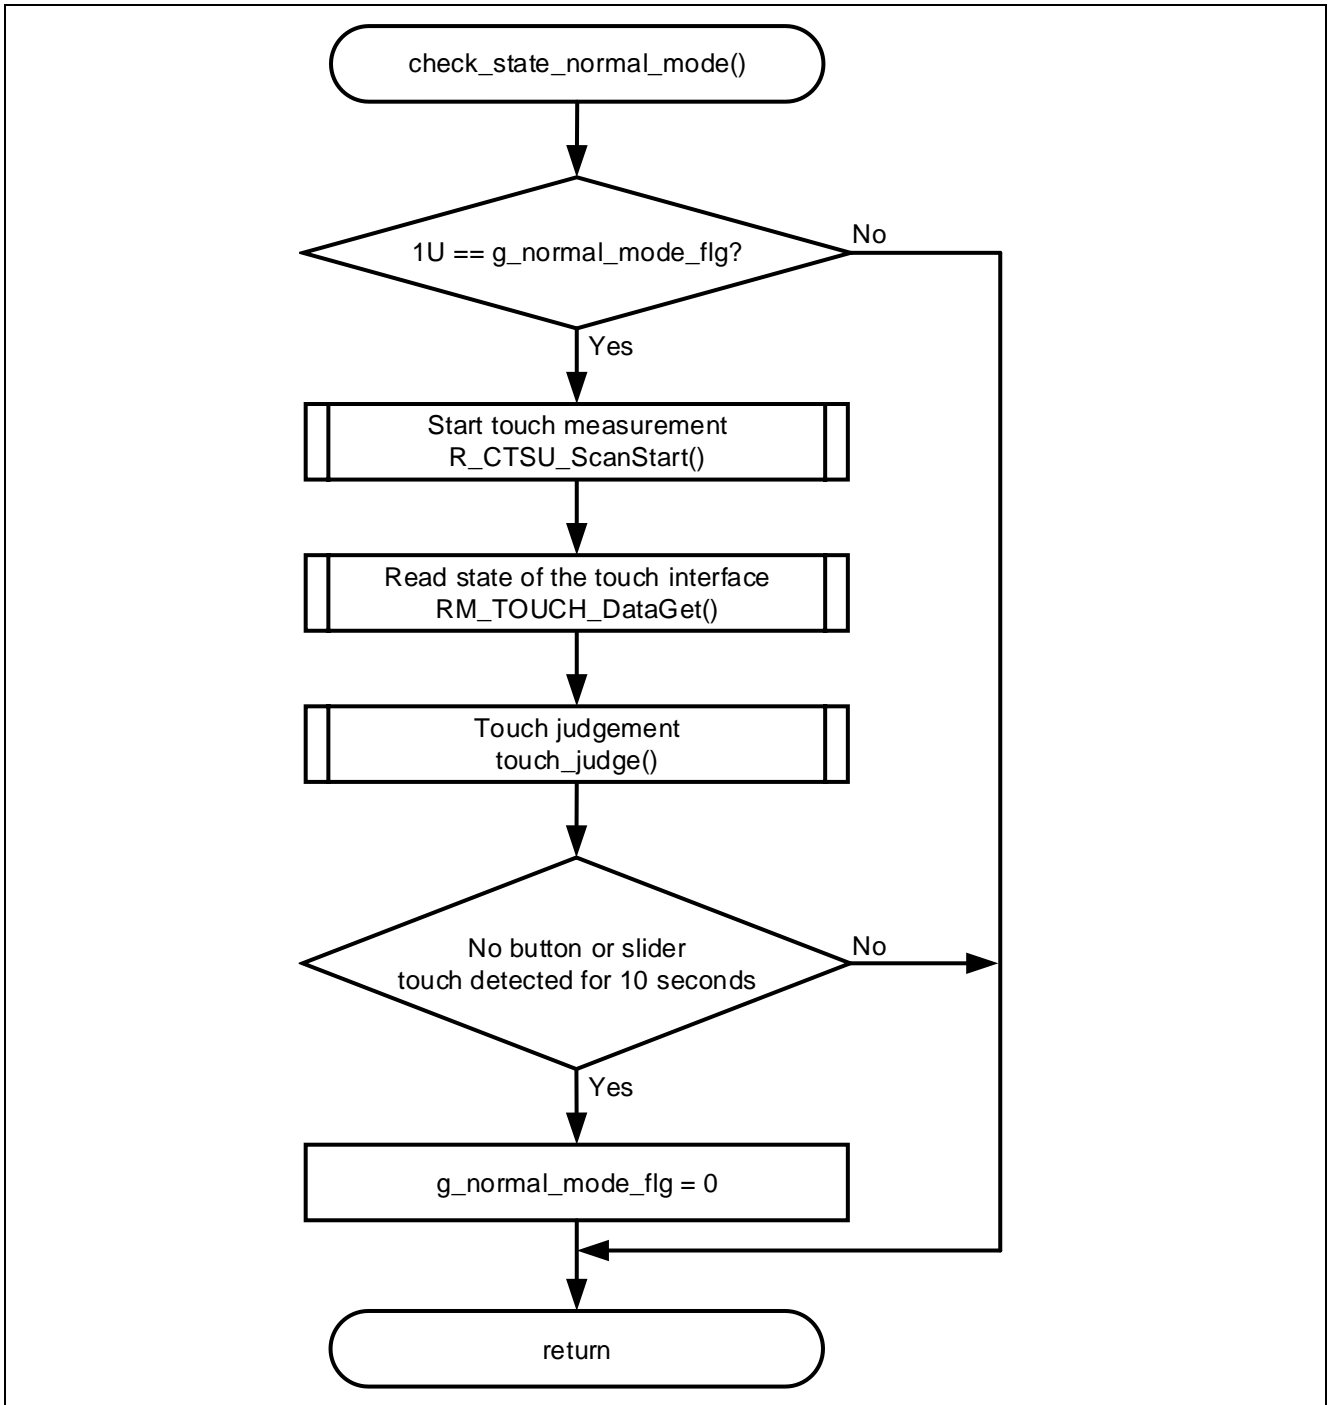 check_state_normal_mode()
1U == g_normal_mode_flg?
No
Yes
Start touch measurement
R_CTSU_ScanStart()
Read state of the touch interface
RM_TOUCH_DataGet()
Touch judgement
touch_judge()
No button or slider
touch detected for 10 seconds
No
Yes
g_normal_mode_flg = 0
return